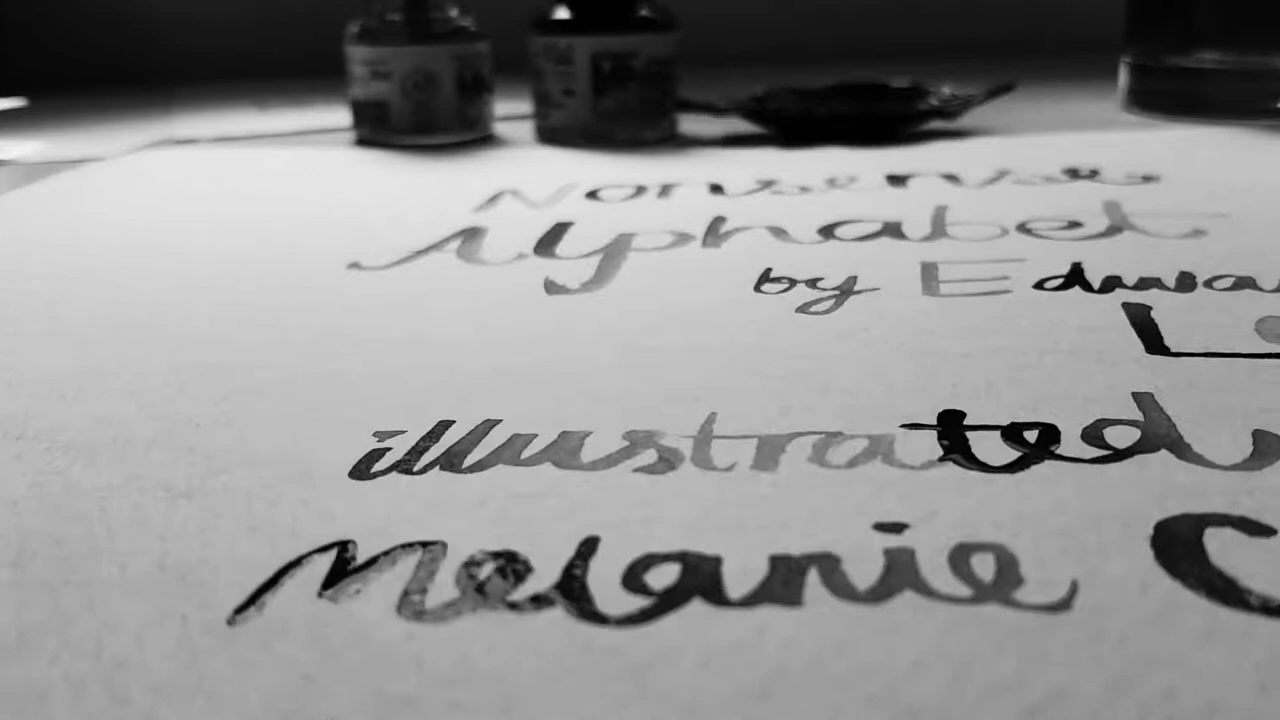 Nonsense
Alphabet
by Edwa
L
illustrated
Melanie C